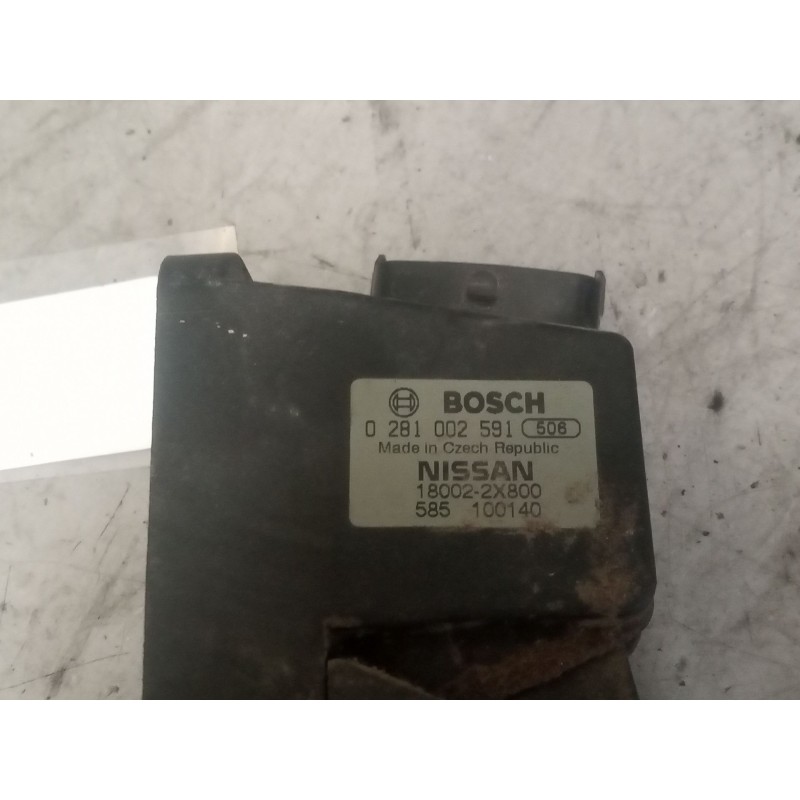 BOSCH
0 281 002 591 506
Made in Czech Republic
NISSAN
18002-2X800
585 100140